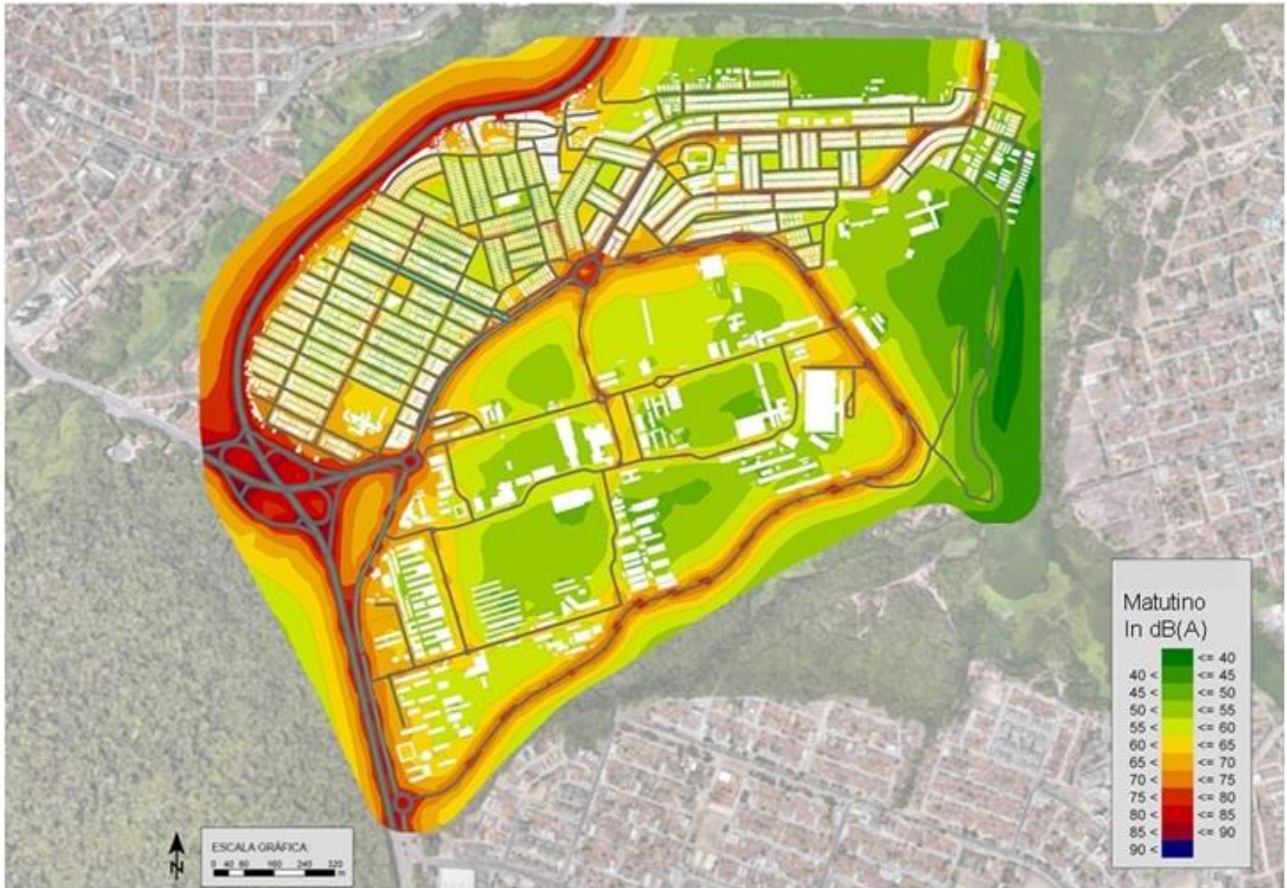 Matutino
In dB(A)
<= 40
40 < <= 45
45 < <= 50
50 < <= 55
55 < <= 60
60 < <= 65
65 < <= 70
70 < <= 75
75 < <= 80
80 < <= 85
85 < <= 90
90 <
N
ESCALA GRÁFICA:
0 40 80 160 240 320
m